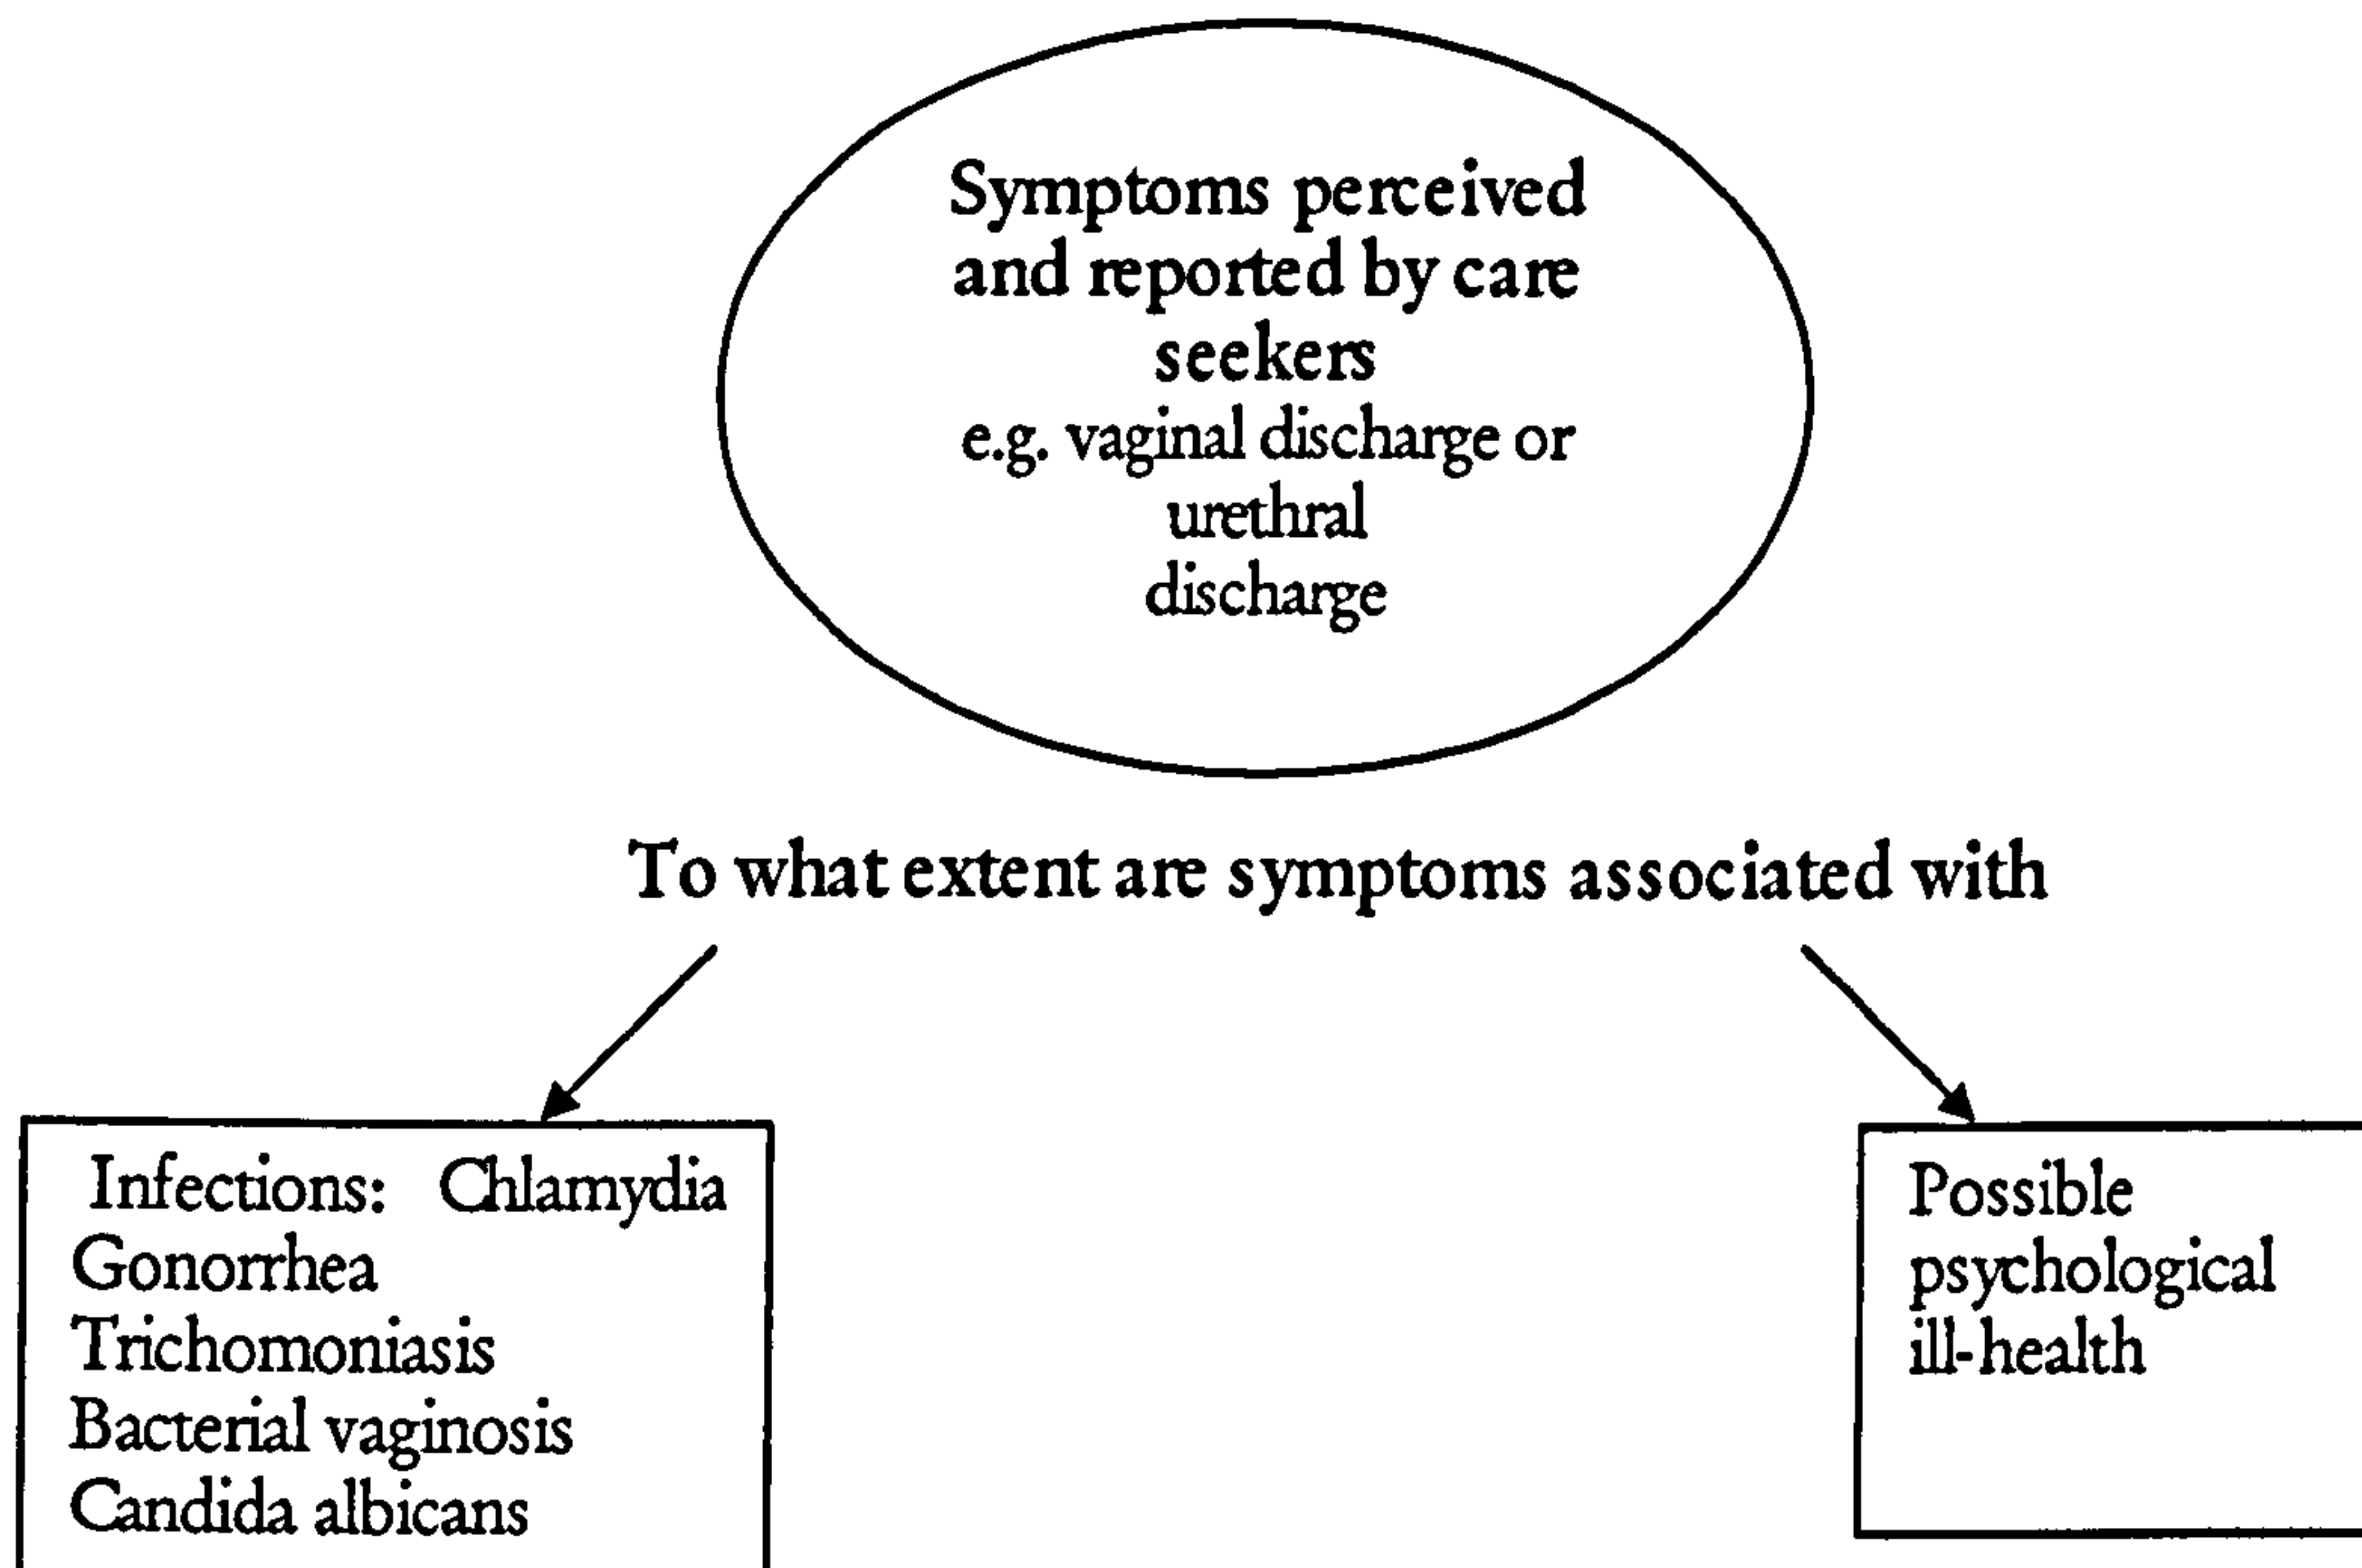 Symptoms perceived
and reported by care
seekers
e.g. vaginal discharge or
urethral
discharge
To what extent are symptoms associated with
Infections: Chlamydia
Gonorrhea
Trichomoniasis
Bacterial vaginosis
Candida albicans
Possible
psychological
ill-health